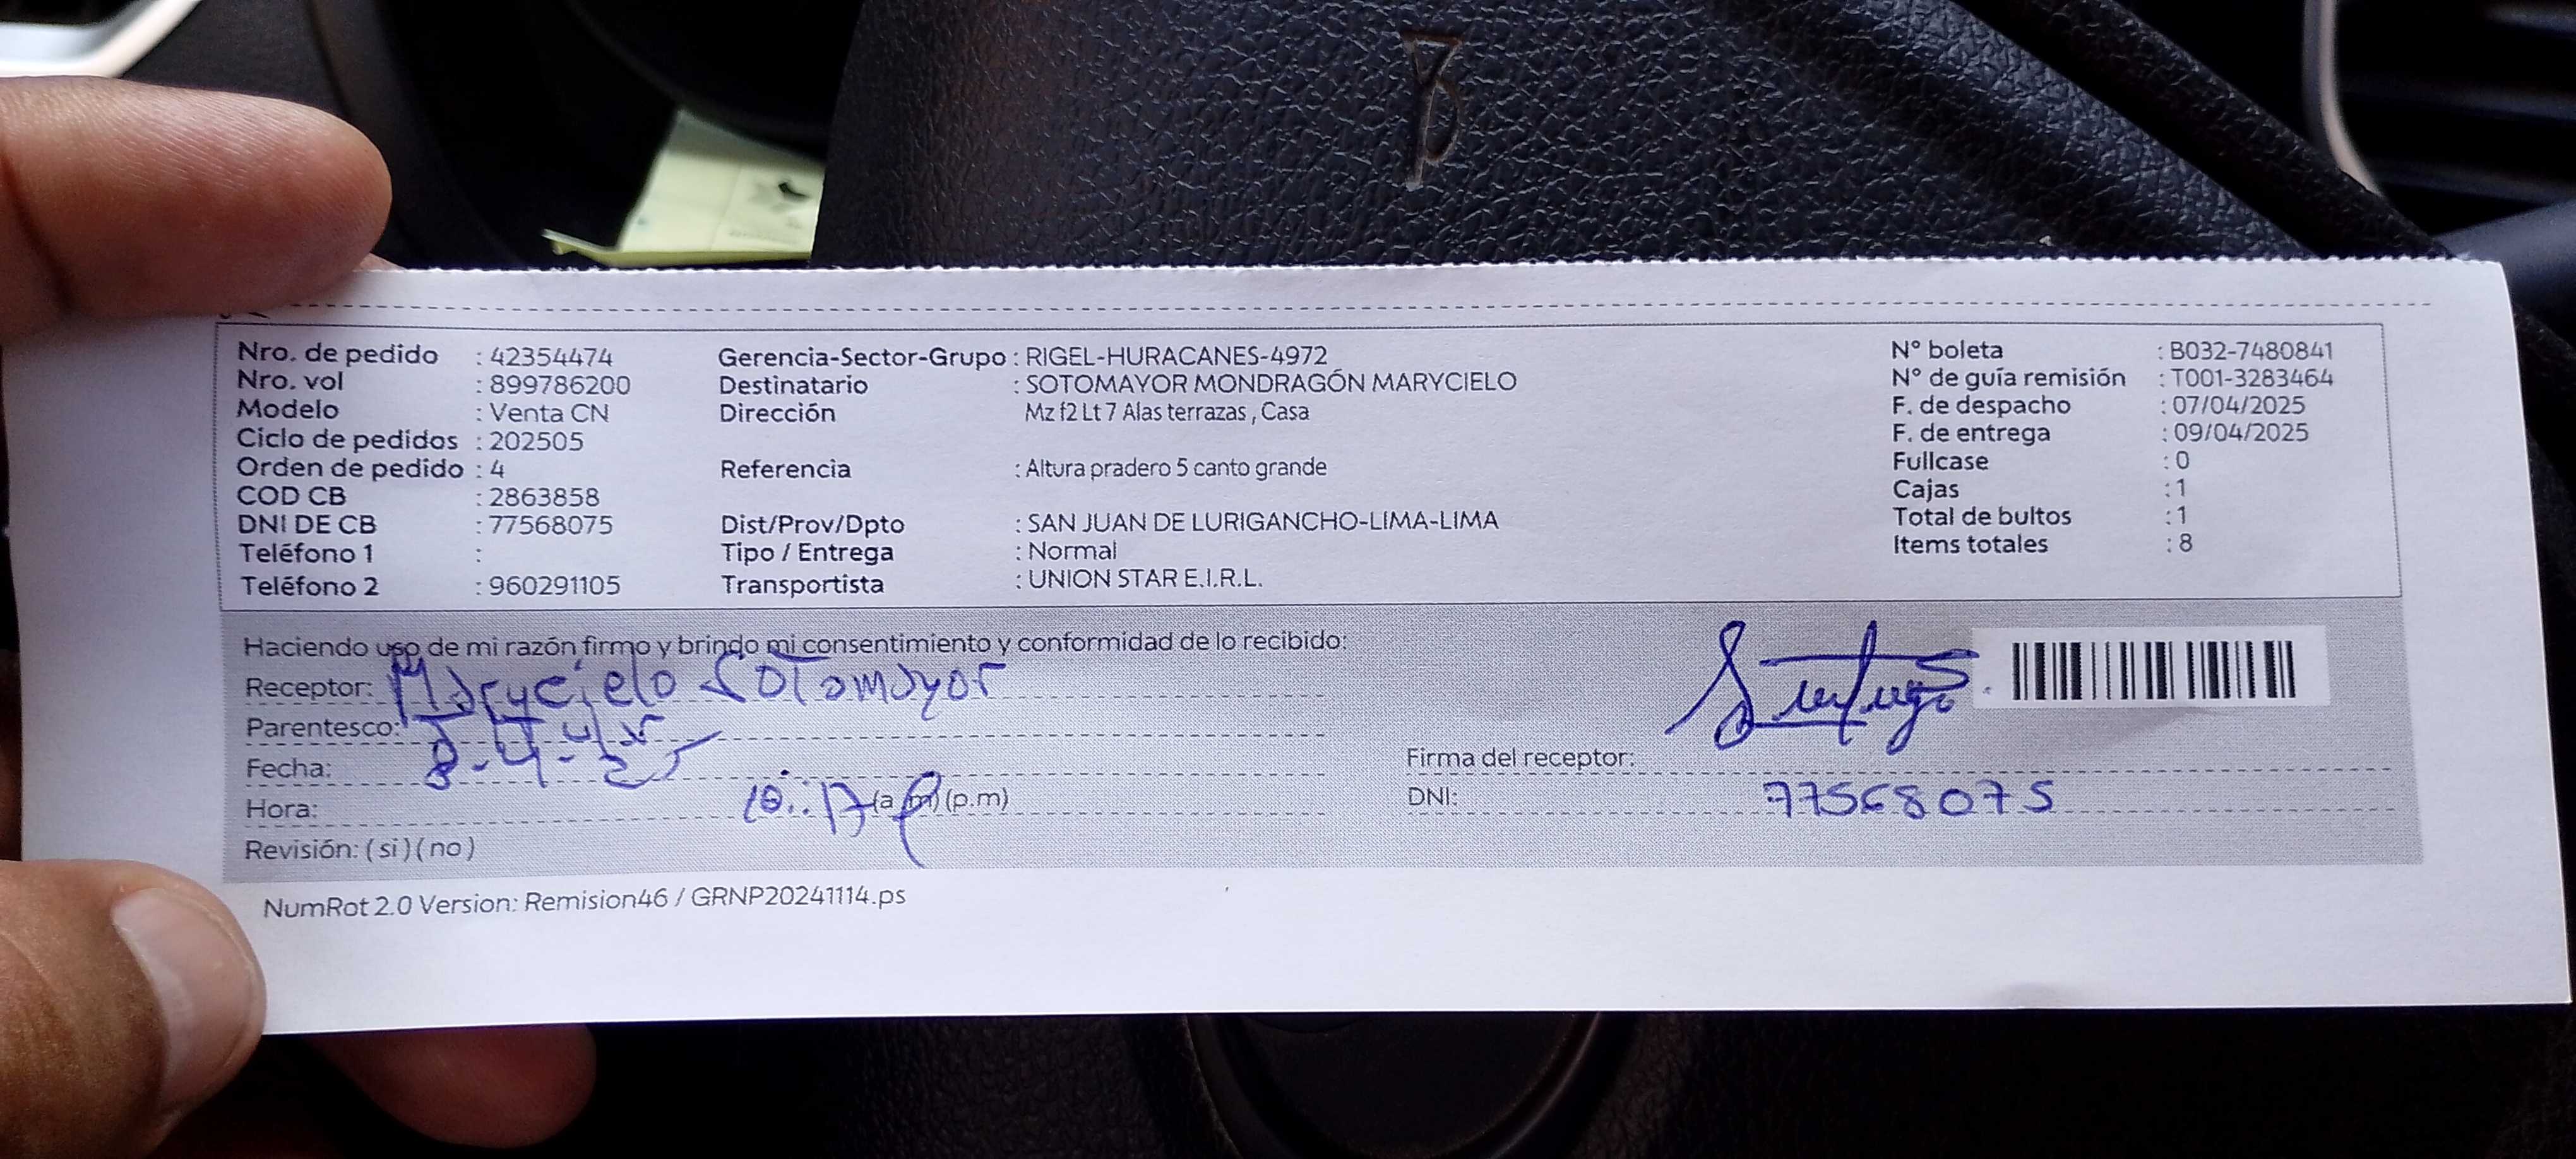 Nro. de pedido : 42354474 Gerencia-Sector-Grupo : RIGEL-HURACANES-4972 N° boleta : B032-7480841
Nro. vol : 899786200 Destinatario : SOTOMAYOR MONDRAGÓN MARYCIELO N° de guía remisión : T001-3283464
Modelo : Venta CN Dirección Mz f2 Lt 7 Alas terrazas , Casa F. de despacho : 07/04/2025
Ciclo de pedidos : 202505 F. de entrega : 09/04/2025
Orden de pedido : 4 Referencia : Altura pradero 5 canto grande Fullcase : 0
COD CB : 2863858 Cajas : 1
DNI DE CB : 77568075 Dist/Prov/Dpto : SAN JUAN DE LURIGANCHO-LIMA-LIMA Total de bultos : 1
Teléfono 1 : Tipo / Entrega : Normal Items totales : 8
Teléfono 2 : 960291105 Transportista : UNION STAR E.I.R.L.
Haciendo uso de mi razón firmo y brindo mi consentimiento y conformidad de lo recibido:
Receptor: Marycielo Sotomayor
Parentesco:
Fecha: 8-4-25
Firma del receptor:
Hora: (a.m) (p.m)
DNI: 77568075
Revisión: ( si ) ( no )
NumRot 2.0 Version: Remision46 / GRNP20241114.ps